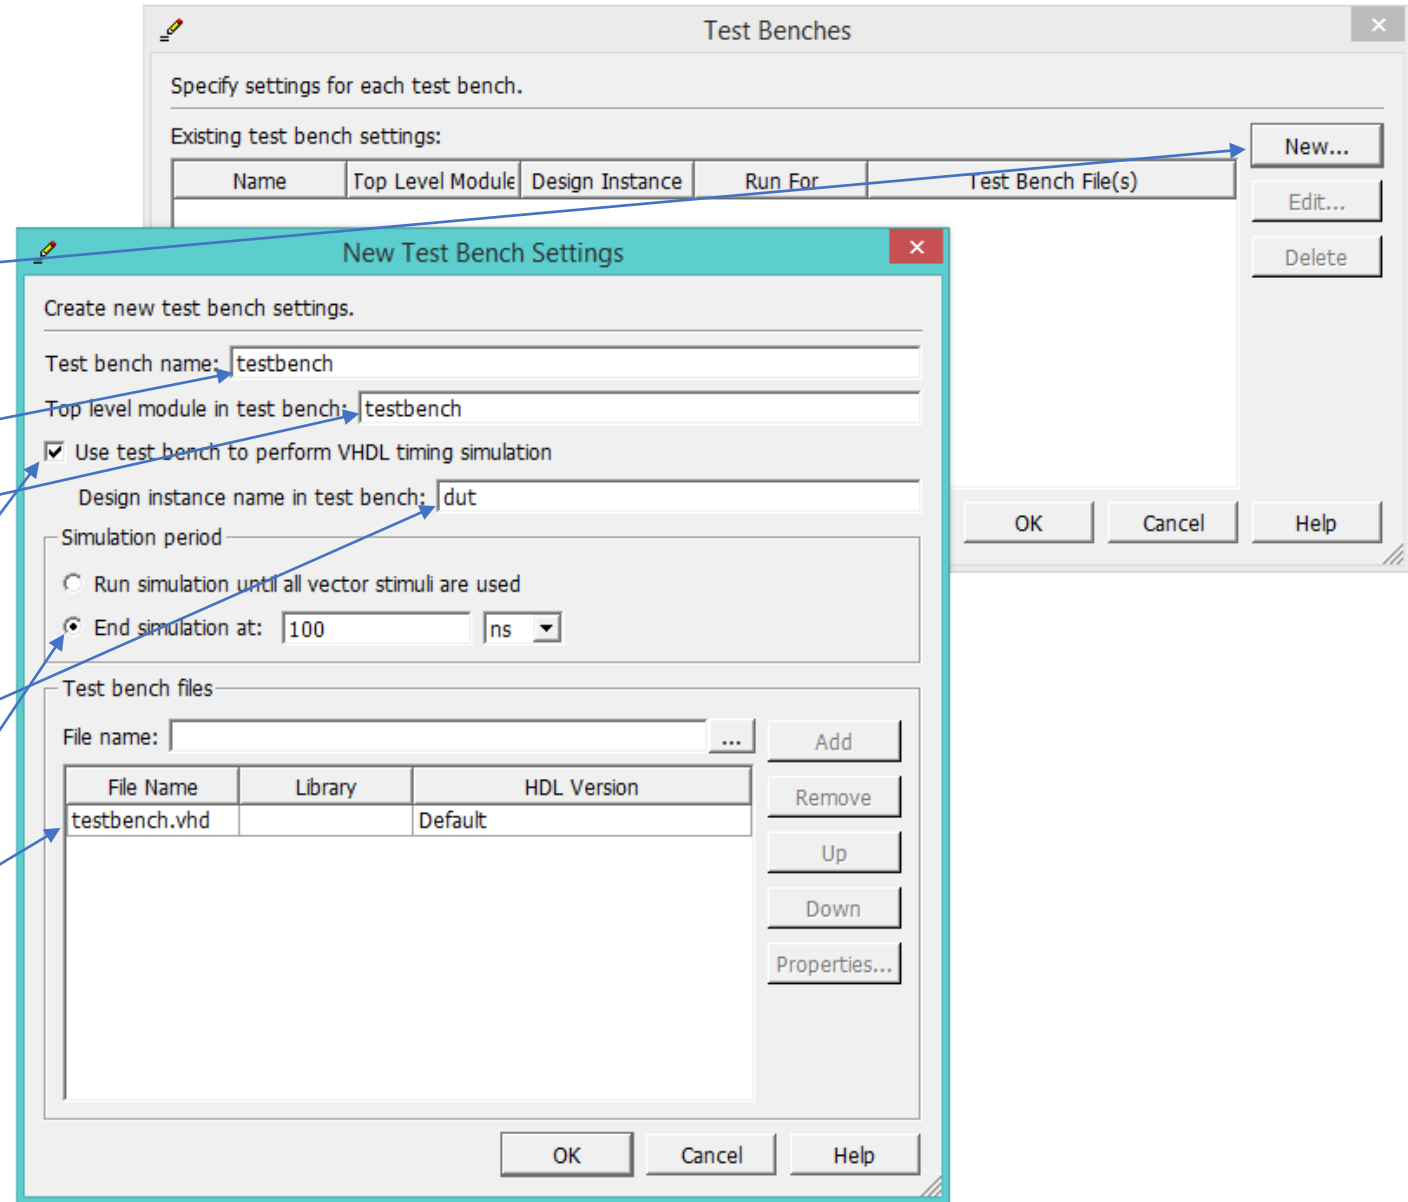 Test Benches
Specify settings for each test bench.
Existing test bench settings:
New...
Name Top Level Module Design Instance Run For Test Bench File(s)
Edit...
Delete
New Test Bench Settings
Create new test bench settings.
Test bench name: testbench
Top level module in test bench: testbench
Use test bench to perform VHDL timing simulation
Design instance name in test bench: dut
OK Cancel Help
Simulation period
Run simulation until all vector stimuli are used
End simulation at: 100 ns
Test bench files
File name: ... Add
File Name Library HDL Version
Remove
testbench.vhd Default
Up
Down
Properties...
OK Cancel Help